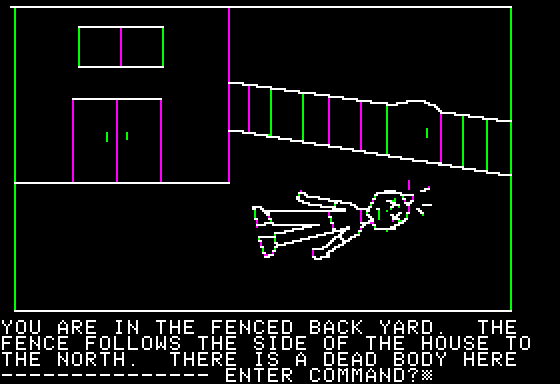 YOU ARE IN THE FENCED BACK YARD.  THE
FENCE FOLLOWS THE SIDE OF THE HOUSE TO
THE NORTH.  THERE IS A DEAD BODY HERE
---------------- ENTER COMMAND?